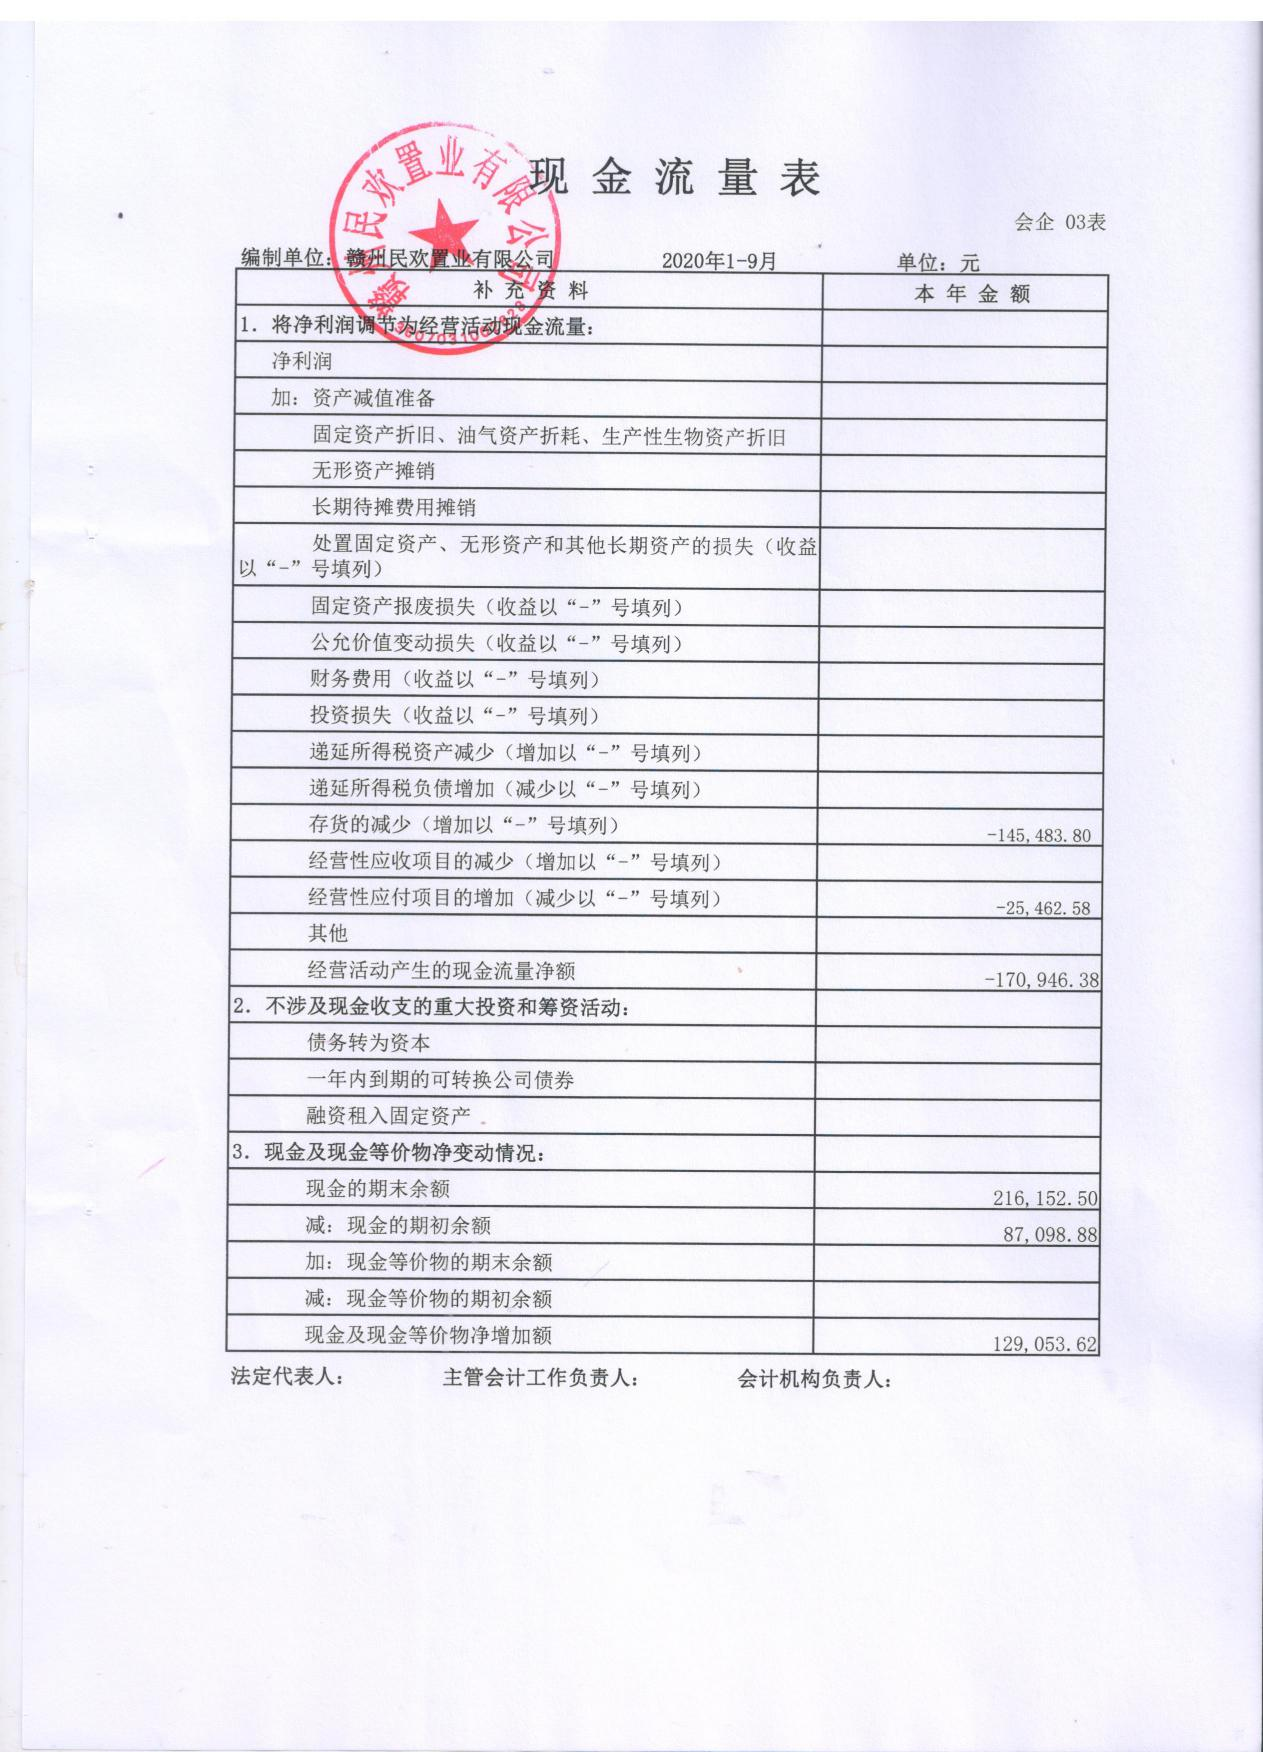 现金流量表
会企 03表
编制单位：赣州民欢置业有限公司 2020年1-9月 单位：元
赣州民欢置业有限公司
补充资料 本年金额
1．将净利润调节为经营活动现金流量：
净利润
加：资产减值准备
固定资产折旧、油气资产折耗、生产性生物资产折旧
无形资产摊销
长期待摊费用摊销
处置固定资产、无形资产和其他长期资产的损失（收益
以“-”号填列）
固定资产报废损失（收益以“-”号填列）
公允价值变动损失（收益以“-”号填列）
财务费用（收益以“-”号填列）
投资损失（收益以“-”号填列）
递延所得税资产减少（增加以“-”号填列）
递延所得税负债增加（减少以“-”号填列）
存货的减少（增加以“-”号填列） -145,483.80
经营性应收项目的减少（增加以“-”号填列）
经营性应付项目的增加（减少以“-”号填列） -25,462.58
其他
经营活动产生的现金流量净额 -170,946.38
2．不涉及现金收支的重大投资和筹资活动：
债务转为资本
一年内到期的可转换公司债券
融资租入固定资产
3．现金及现金等价物净变动情况：
现金的期末余额 216,152.50
减：现金的期初余额 87,098.88
加：现金等价物的期末余额
减：现金等价物的期初余额
现金及现金等价物净增加额 129,053.62
法定代表人： 主管会计工作负责人： 会计机构负责人：